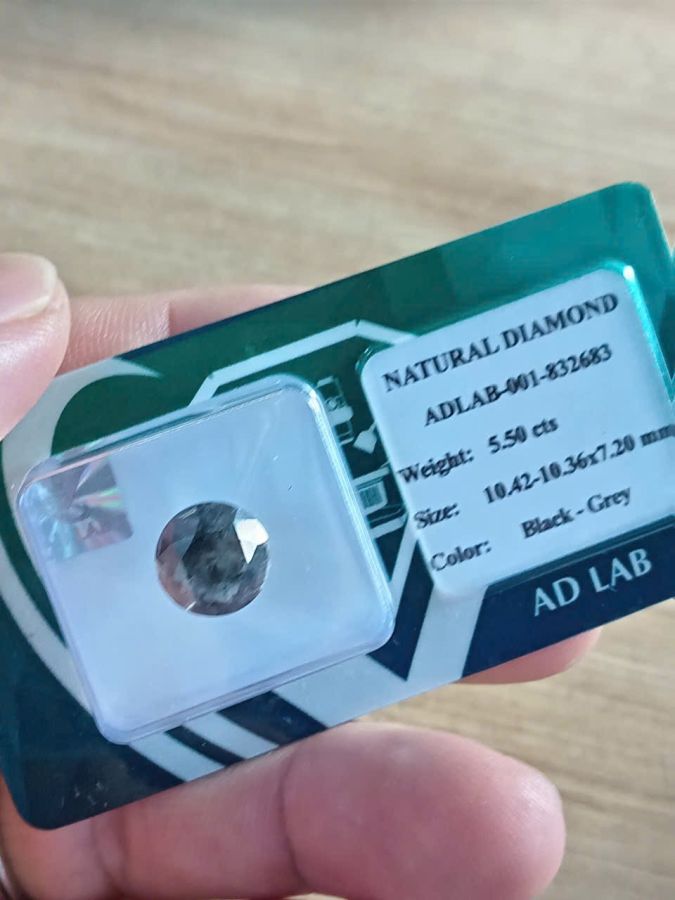 NATURAL DIAMOND
ADLAB-001-832683
Weight: 5.50 cts
Size: 10.42-10.36x7.20 mm
Color: Black - Grey
AD LAB